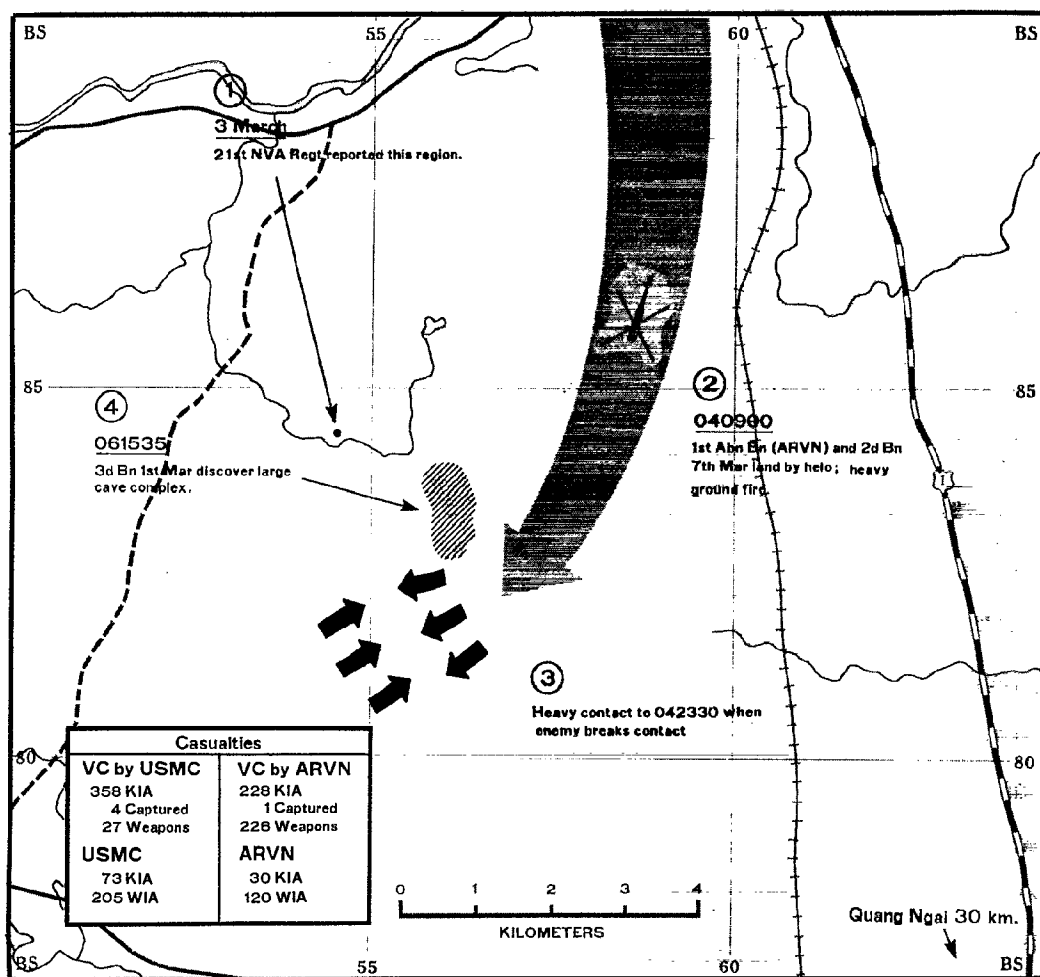 BS
55
60
BS
1
3 March
21st NVA Regt reported this region.
85
85
4
061535
3d Bn 1st Mar discover large
cave complex.
2
040900
1st Abn Bn (ARVN) and 2d Bn
7th Mar land by helo; heavy
ground fire.
1
3
Heavy contact to 042330 when
enemy breaks contact
80
80
Casualties
VC by USMC
358 KIA
4 Captured
27 Weapons
USMC
73 KIA
205 WIA
VC by ARVN
228 KIA
1 Captured
226 Weapons
ARVN
30 KIA
120 WIA
0 1 2 3 4
KILOMETERS
Quang Ngai 30 km.
BS
55
60
BS